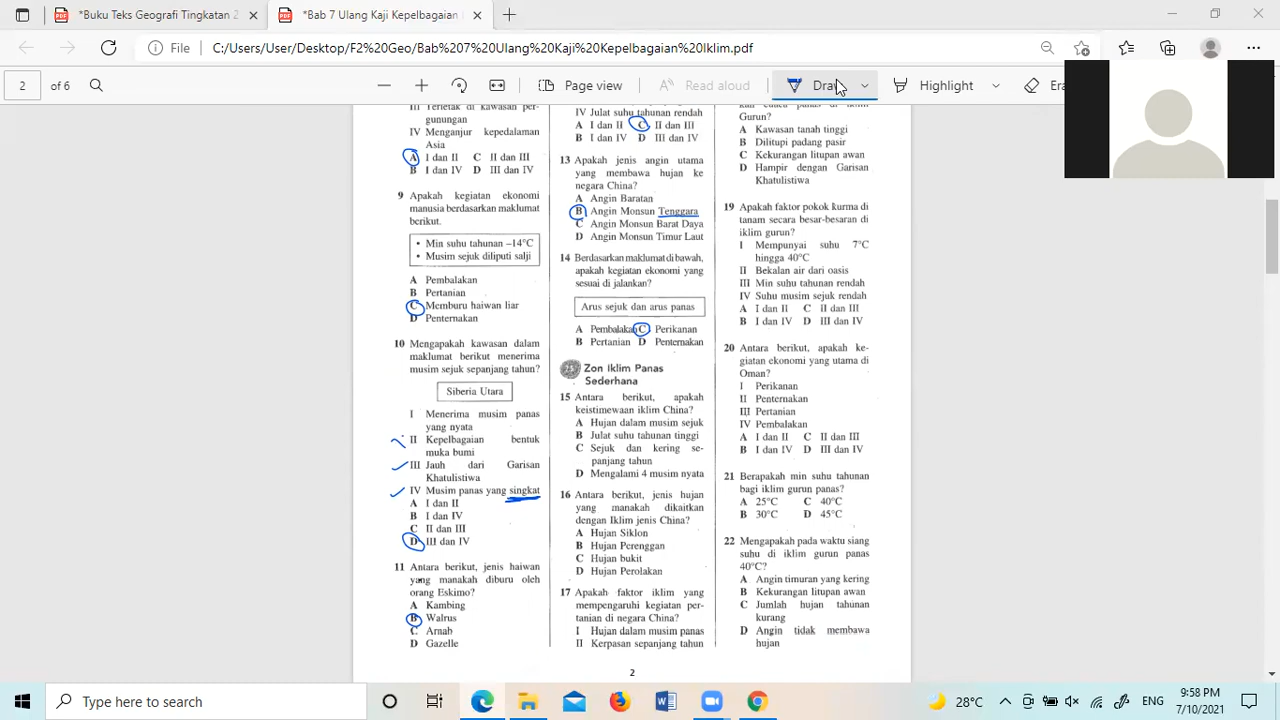 *Buku Teks Geografi Tingkatan 2
*Bab 7 Ulang Kaji Kebangsaan
File
C:/Users/User/Desktop/F2%20Geo/Bab%207%20Ulang%20Kaji%20Kepelbagaian%20Iklim.pdf
2 of 6
Page view
Read aloud
Draw
Highlight
III Terletak di kawasan per-
gunungan
IV Menganjur kepedalaman
Asia
A I dan II C II dan III
B I dan IV D III dan IV
9 Apakah kegiatan ekonomi
manusia berdasarkan maklumat
berikut.
• Min suhu tahunan –14°C
• Musim sejuk diliputi salji
A Pembalakan
B Pertanian
C Memburu haiwan liar
D Penternakan
10 Mengapakah kawasan dalam
maklumat berikut menerima
musim sejuk sepanjang tahun?
Siberia Utara
I Menerima musim panas
yang nyata
II Kepelbagaian bentuk
muka bumi
III Jauh dari Garisan
Khatulistiwa
IV Musim panas yang singkat
A I dan II
B I dan IV
C II dan III
D III dan IV
11 Antara berikut, jenis haiwan
yang manakah diburu oleh
orang Eskimo?
A Kambing
B Walrus
C Arnab
D Gazelle
IV Julat suhu tahunan rendah
A I dan II C II dan III
B I dan IV D III dan IV
13 Apakah jenis angin utama
yang membawa hujan ke
negara China?
A Angin Baratan
B Angin Monsun Tenggara
C Angin Monsun Barat Daya
D Angin Monsun Timur Laut
14 Berdasarkan maklumat di bawah,
apakah kegiatan ekonomi yang
sesuai di jalankan?
Arus sejuk dan arus panas
A Pembalakan C Perikanan
B Pertanian D Penternakan
Zon Iklim Panas
Sederhana
15 Antara berikut, apakah
keistimewaan iklim China?
A Hujan dalam musim sejuk
B Julat suhu tahunan tinggi
C Sejuk dan kering se-
panjang tahun
D Mengalami 4 musim nyata
16 Antara berikut, jenis hujan
yang manakah dikaitkan
dengan Iklim jenis China?
A Hujan Siklon
B Hujan Perenggan
C Hujan bukit
D Hujan Perolakan
17 Apakah faktor iklim yang
mempengaruhi kegiatan per-
tanian di negara China?
I Hujan dalam musim panas
II Kerpasan sepanjang tahun
Gurun?
A Kawasan tanah tinggi
B Dilitupi padang pasir
C Kekurangan litupan awan
D Hampir dengan Garisan
Khatulistiwa
19 Apakah faktor pokok kurma di
tanam secara besar-besaran di
iklim gurun?
I Mempunyai suhu 7°C
hingga 40°C
II Bekalan air dari oasis
III Min suhu tahunan rendah
IV Suhu musim sejuk rendah
A I dan II C II dan III
B I dan IV D III dan IV
20 Antara berikut, apakah ke-
giatan ekonomi yang utama di
Oman?
I Perikanan
II Penternakan
III Pertanian
IV Pembalakan
A I dan II C II dan III
B I dan IV D III dan IV
21 Berapakah min suhu tahunan
bagi iklim gurun panas?
A 25°C C 40°C
B 30°C D 45°C
22 Mengapakah pada waktu siang
suhu di iklim gurun panas
40°C?
A Angin timuran yang kering
B Kekurangan litupan awan
C Jumlah hujan tahunan
kurang
D Angin tidak membawa
hujan
2
Type here to search
28°C
ENG
9:58 PM
7/10/2021